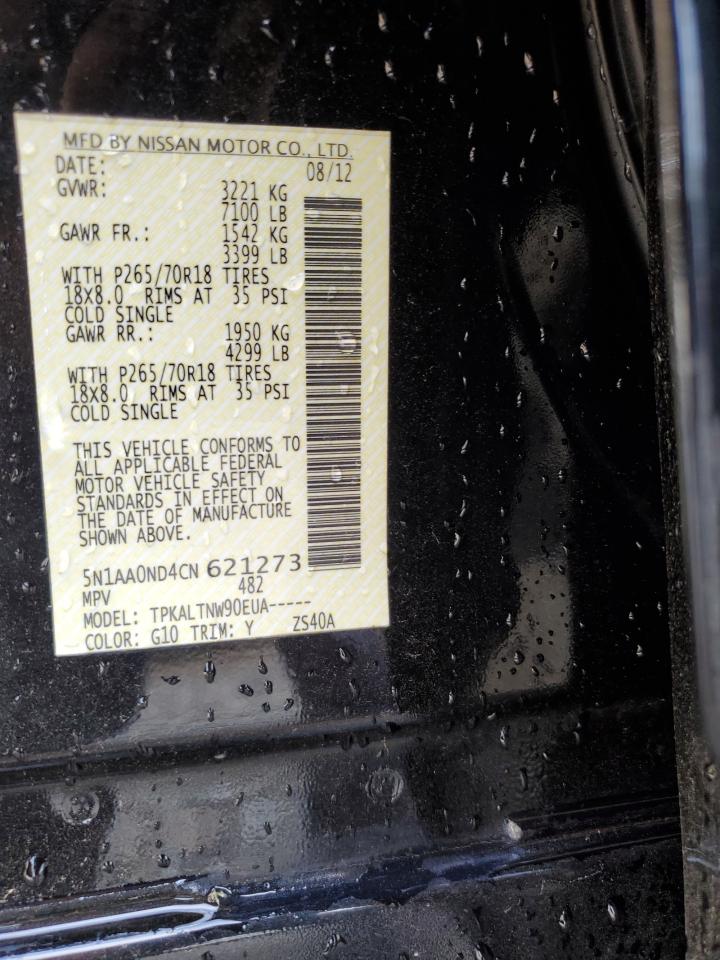 MFD BY NISSAN MOTOR CO., LTD.
DATE: 08/12
GVWR: 3221 KG
7100 LB
GAWR FR.: 1542 KG
3399 LB
WITH P265/70R18 TIRES
18X8.0 RIMS AT 35 PSI
COLD SINGLE
GAWR RR.: 1950 KG
4299 LB
WITH P265/70R18 TIRES
18X8.0 RIMS AT 35 PSI
COLD SINGLE
THIS VEHICLE CONFORMS TO
ALL APPLICABLE FEDERAL
MOTOR VEHICLE SAFETY
STANDARDS IN EFFECT ON
THE DATE OF MANUFACTURE
SHOWN ABOVE.
5N1AA0ND4CN 621273
MPV 482
MODEL: TPKALTNW90EUA-----
COLOR: G10 TRIM: Y ZS40A